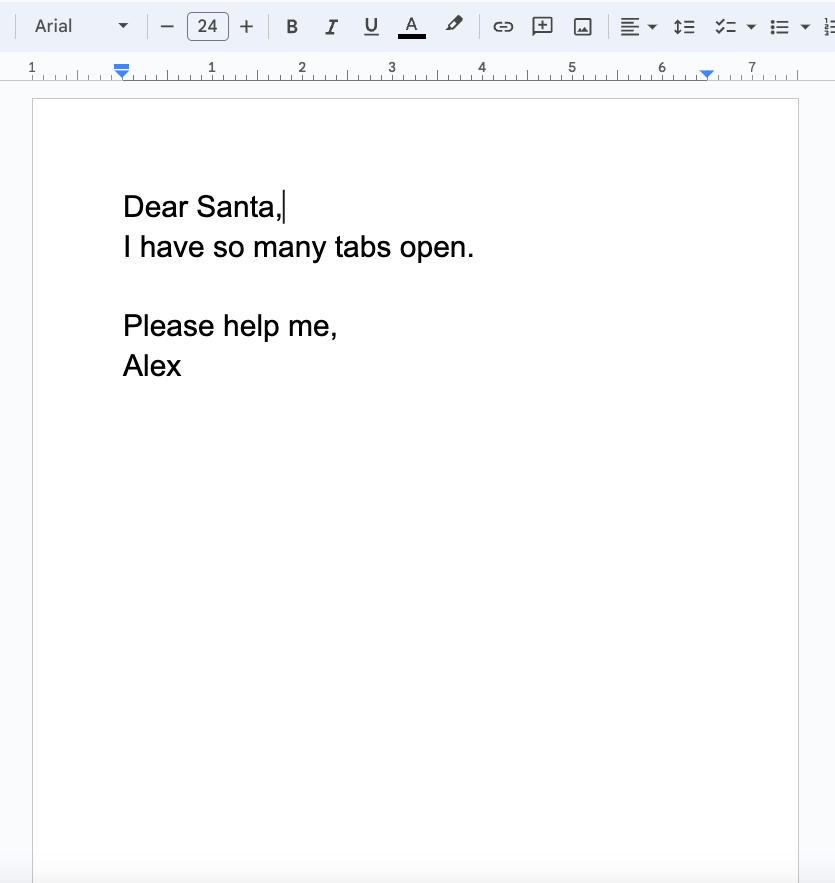 Arial
24
B I U A
1 1 2 3 4 5 6 7
Dear Santa,
I have so many tabs open.
Please help me,
Alex